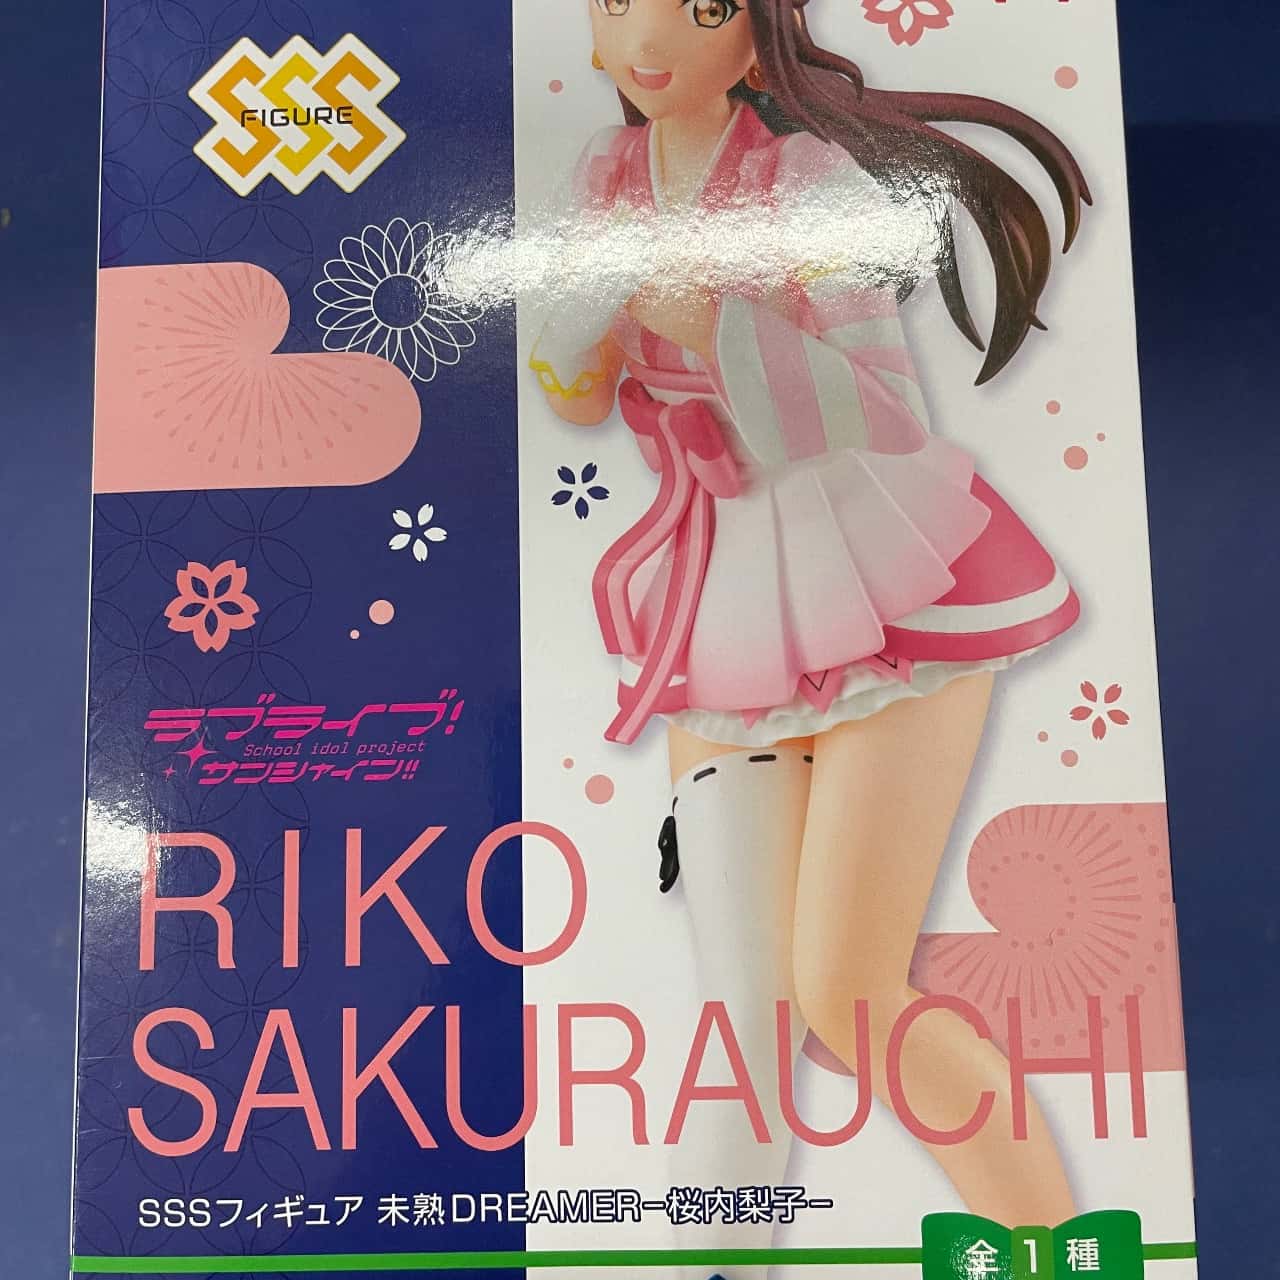 SSS
FIGURE
ラブライブ!
School idol project
サンシャイン!!
RIKO
SAKURAUCHI
SSSフィギュア 未熟DREAMER−桜内梨子−
全1種